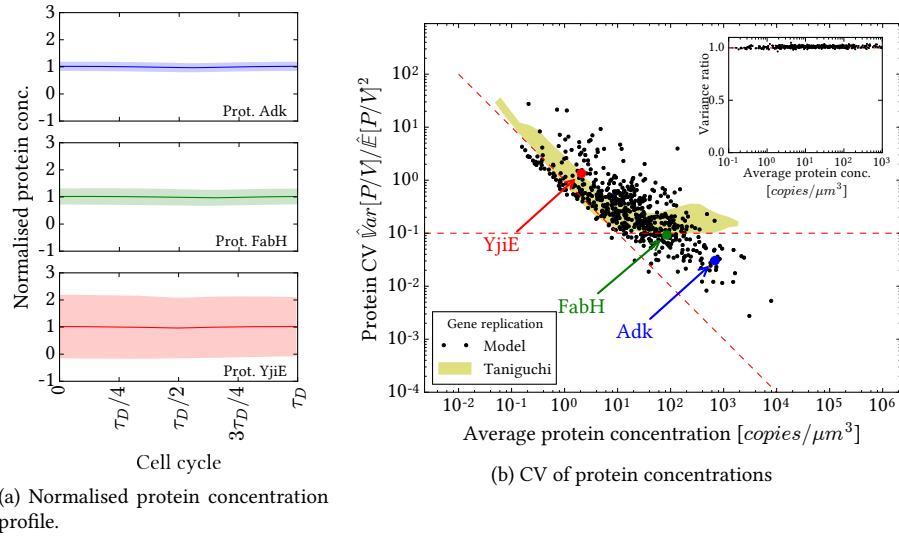 3
2
1
0
-1
Prot. Adk
3
2
1
0
-1
Prot. FabH
3
2
1
0
-1
Prot. YjiE
Normalised protein conc.
0
τ_D/4
τ_D/2
3τ_D/4
τ_D
Cell cycle
(a) Normalised protein concentration
profile.
Protein CV 𝕍̂ar[P/V]/𝔼̂[P/V]²
10²
10¹
10⁰
10⁻¹
10⁻²
10⁻³
10⁻⁴
YjiE
FabH
Adk
Gene replication
Model
Taniguchi
10⁻² 10⁻¹ 10⁰ 10¹ 10² 10³ 10⁴ 10⁵ 10⁶
Average protein concentration [copies/μm³]
Variance ratio
1.0
0.5
0.0
10⁻¹ 10⁰ 10¹ 10² 10³
Average protein conc.
[copies/μm³]
(b) CV of protein concentrations